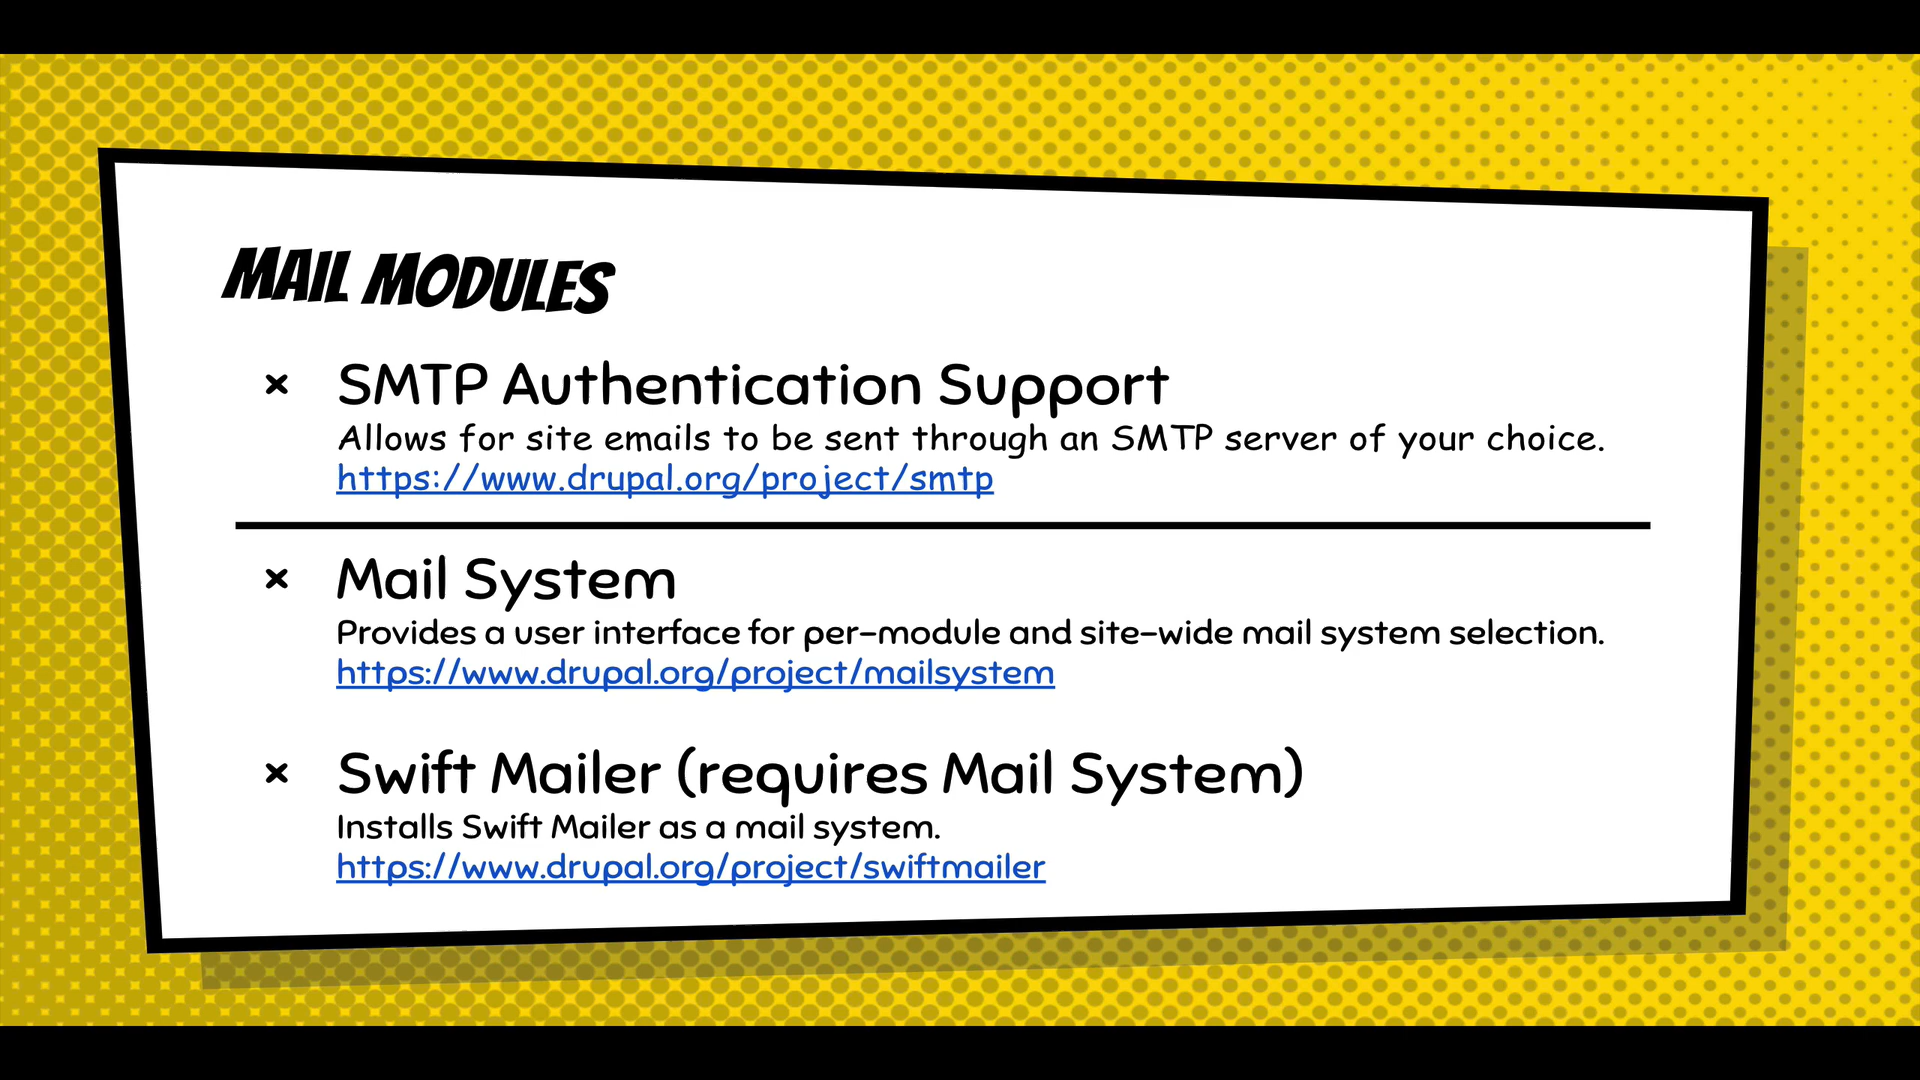 MAIL MODULES
× SMTP Authentication Support
Allows for site emails to be sent through an SMTP server of your choice.
https://www.drupal.org/project/smtp
× Mail System
Provides a user interface for per-module and site-wide mail system selection.
https://www.drupal.org/project/mailsystem
× Swift Mailer (requires Mail System)
Installs Swift Mailer as a mail system.
https://www.drupal.org/project/swiftmailer